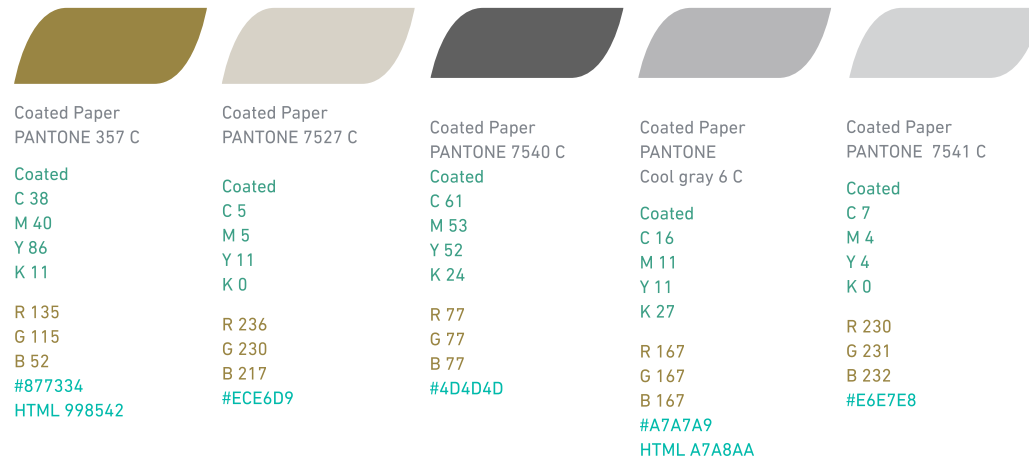 Coated Paper
PANTONE 357 C
Coated
C 38
M 40
Y 86
K 11
R 135
G 115
B 52
#877334
HTML 998542
Coated Paper
PANTONE 7527 C
Coated
C 5
M 5
Y 11
K 0
R 236
G 230
B 217
#ECE6D9
Coated Paper
PANTONE 7540 C
Coated
C 61
M 53
Y 52
K 24
R 77
G 77
B 77
#4D4D4D
Coated Paper
PANTONE
Cool gray 6 C
Coated
C 16
M 11
Y 11
K 27
R 167
G 167
B 167
#A7A7A9
HTML A7A8AA
Coated Paper
PANTONE  7541 C
Coated
C 7
M 4
Y 4
K 0
R 230
G 231
B 232
#E6E7E8